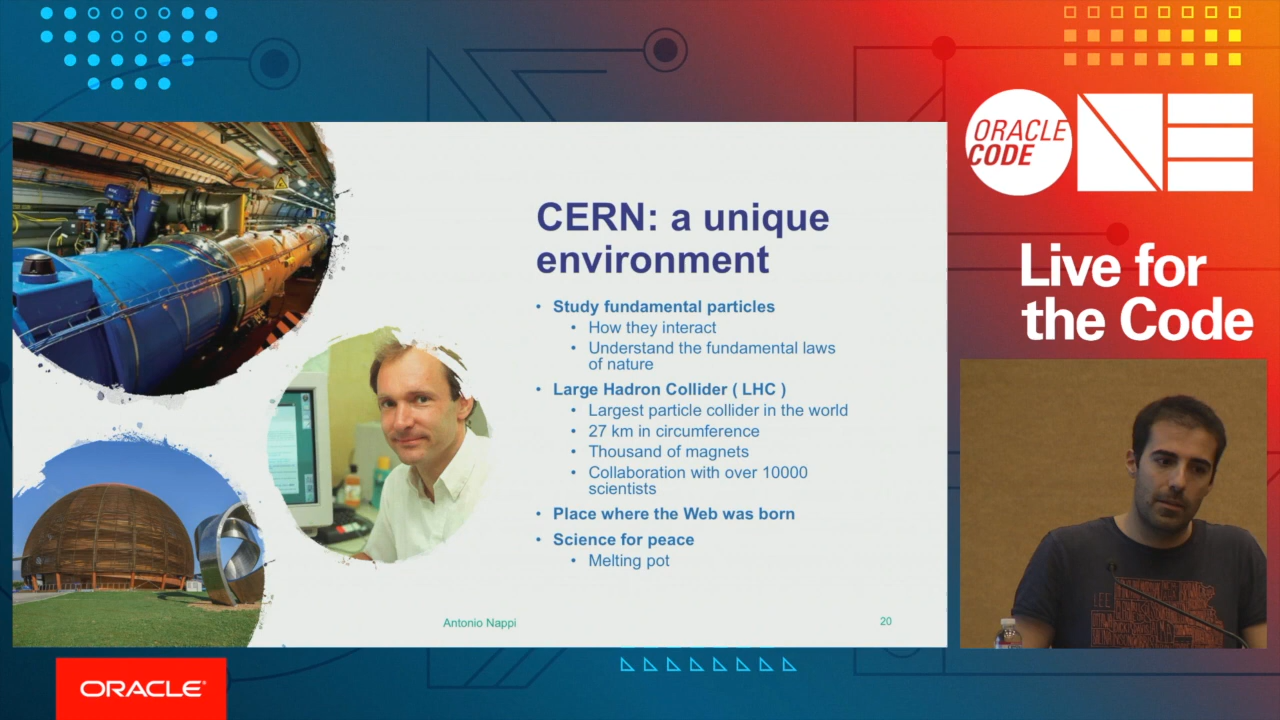 ORACLE
CODE
ONE
Live for
the Code
CERN: a unique
environment
• Study fundamental particles
• How they interact
• Understand the fundamental laws
of nature
• Large Hadron Collider ( LHC )
• Largest particle collider in the world
• 27 km in circumference
• Thousand of magnets
• Collaboration with over 10000
scientists
• Place where the Web was born
• Science for peace
• Melting pot
Antonio Nappi
20
ORACLE